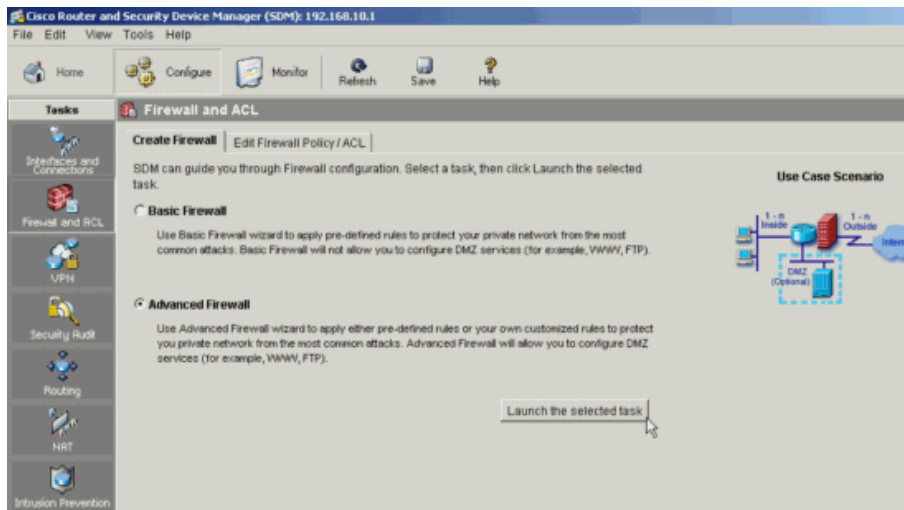 Cisco Router and Security Device Manager (SDM): 192.168.10.1
File Edit View Tools Help
Home Configure Monitor Refresh Save Help
Tasks
Firewall and ACL
Interfaces and
Connections
Firewall and ACL
VPN
Security Audit
Routing
NAT
Intrusion Prevention
Create Firewall Edit Firewall Policy / ACL
SDM can guide you through Firewall configuration. Select a task, then click Launch the selected
task.
Basic Firewall
Use Basic Firewall wizard to apply pre-defined rules to protect your private network from the most
common attacks. Basic Firewall will not allow you to configure DMZ services (for example, WWW, FTP).
Advanced Firewall
Use Advanced Firewall wizard to apply either pre-defined rules or your own customized rules to protect
you private network from the most common attacks. Advanced Firewall will allow you to configure DMZ
services (for example, WWW, FTP).
Launch the selected task
Use Case Scenario
1 - n
Inside
1 - n
Outside
Intern
DMZ
(Optional)